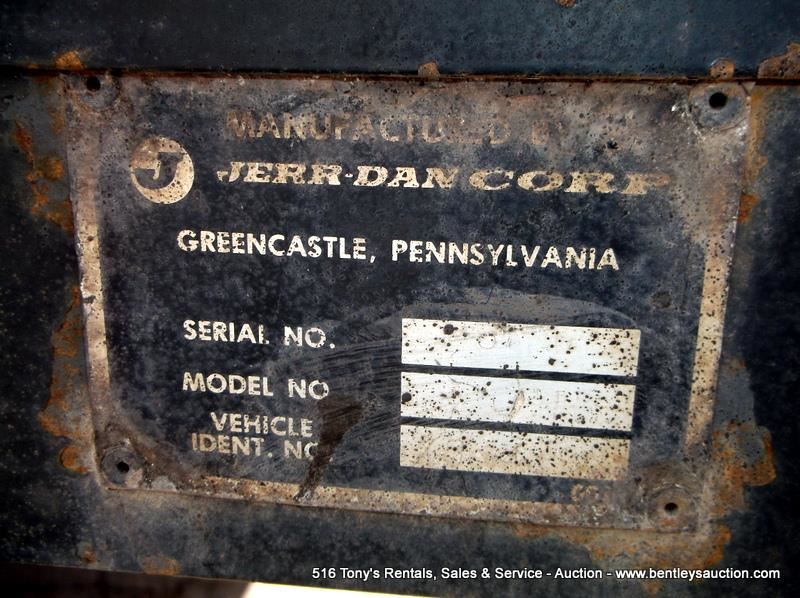 MANUFACTURED BY
J JERR-DAN CORP
GREENCASTLE, PENNSYLVANIA
SERIAL NO.
MODEL NO
VEHICLE
IDENT. NO
516 Tony's Rentals, Sales & Service - Auction - www.bentleysauction.com